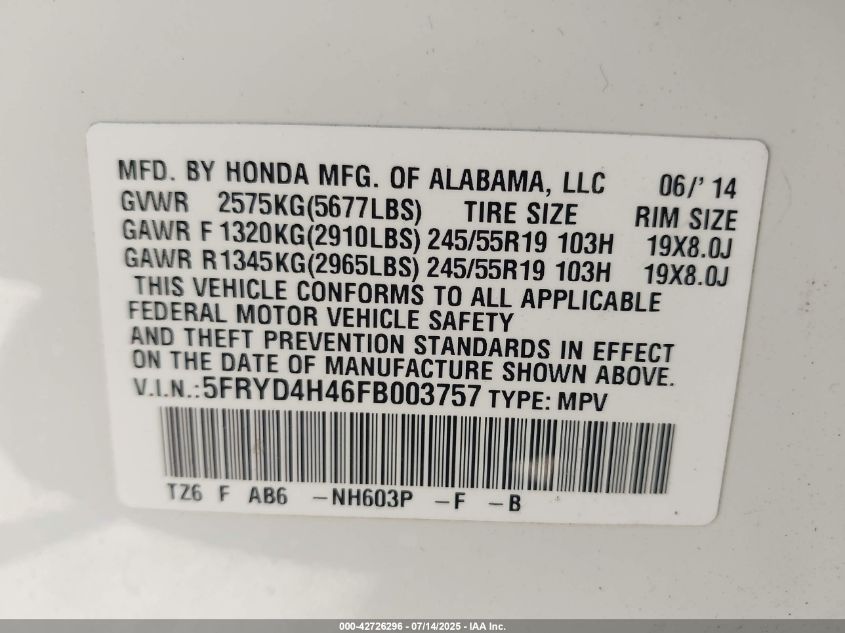 MFD. BY HONDA MFG. OF ALABAMA, LLC 06/' 14
GVWR 2575KG(5677LBS) TIRE SIZE RIM SIZE
GAWR F 1320KG(2910LBS) 245/55R19 103H 19X8.0J
GAWR R 1345KG(2965LBS) 245/55R19 103H 19X8.0J
THIS VEHICLE CONFORMS TO ALL APPLICABLE
FEDERAL MOTOR VEHICLE SAFETY
AND THEFT PREVENTION STANDARDS IN EFFECT
ON THE DATE OF MANUFACTURE SHOWN ABOVE.
V.I.N.:5FRYD4H46FB003757 TYPE: MPV
TZ6 F AB6 -NH603P -F -B
000-42726296 - 07/14/2025 - IAA Inc.